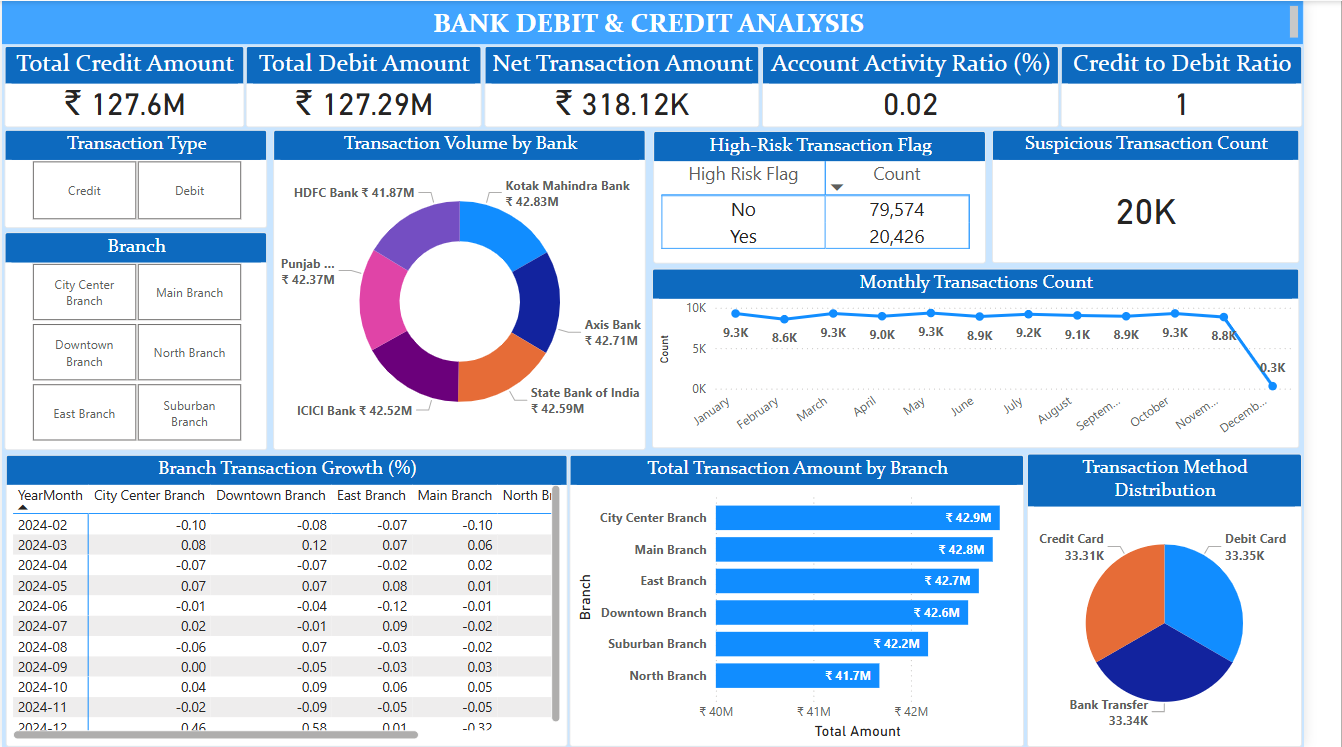 BANK DEBIT & CREDIT ANALYSIS
Total Credit Amount
₹ 127.6M
Total Debit Amount
₹ 127.29M
Net Transaction Amount
₹ 318.12K
Account Activity Ratio (%)
0.02
Credit to Debit Ratio
1
Transaction Type
Credit
Debit
Branch
City Center
Branch
Main Branch
Downtown
Branch
North Branch
East Branch
Suburban
Branch
Transaction Volume by Bank
HDFC Bank ₹ 41.87M
Kotak Mahindra Bank
₹ 42.83M
Punjab ...
₹ 42.37M
Axis Bank
₹ 42.71M
ICICI Bank ₹ 42.52M
State Bank of India
₹ 42.59M
High-Risk Transaction Flag
High Risk Flag Count
No 79,574
Yes 20,426
Suspicious Transaction Count
20K
Monthly Transactions Count
Count
10K
5K
0K
9.3K 8.6K 9.3K 9.0K 9.3K 8.9K 9.2K 9.1K 8.9K 9.3K 8.8K 0.3K
January February March April May June July August Septem... October Novem... Decemb...
Branch Transaction Growth (%)
YearMonth City Center Branch Downtown Branch East Branch Main Branch North B
2024-02 -0.10 -0.08 -0.07 -0.10
2024-03 0.08 0.12 0.07 0.06
2024-04 -0.07 -0.07 -0.02 0.02
2024-05 0.07 0.07 0.08 0.01
2024-06 -0.01 -0.04 -0.12 -0.01
2024-07 0.02 -0.01 0.09 -0.02
2024-08 -0.06 0.07 -0.03 -0.02
2024-09 0.00 -0.05 -0.03 0.03
2024-10 0.04 0.09 0.06 0.05
2024-11 -0.02 -0.09 -0.05 -0.05
2024-12 0.46 0.58 0.01 -0.32
Total Transaction Amount by Branch
Branch
City Center Branch ₹ 42.9M
Main Branch ₹ 42.8M
East Branch ₹ 42.7M
Downtown Branch ₹ 42.6M
Suburban Branch ₹ 42.2M
North Branch ₹ 41.7M
₹ 40M ₹ 41M ₹ 42M
Total Amount
Transaction Method
Distribution
Credit Card
33.31K
Debit Card
33.35K
Bank Transfer
33.34K